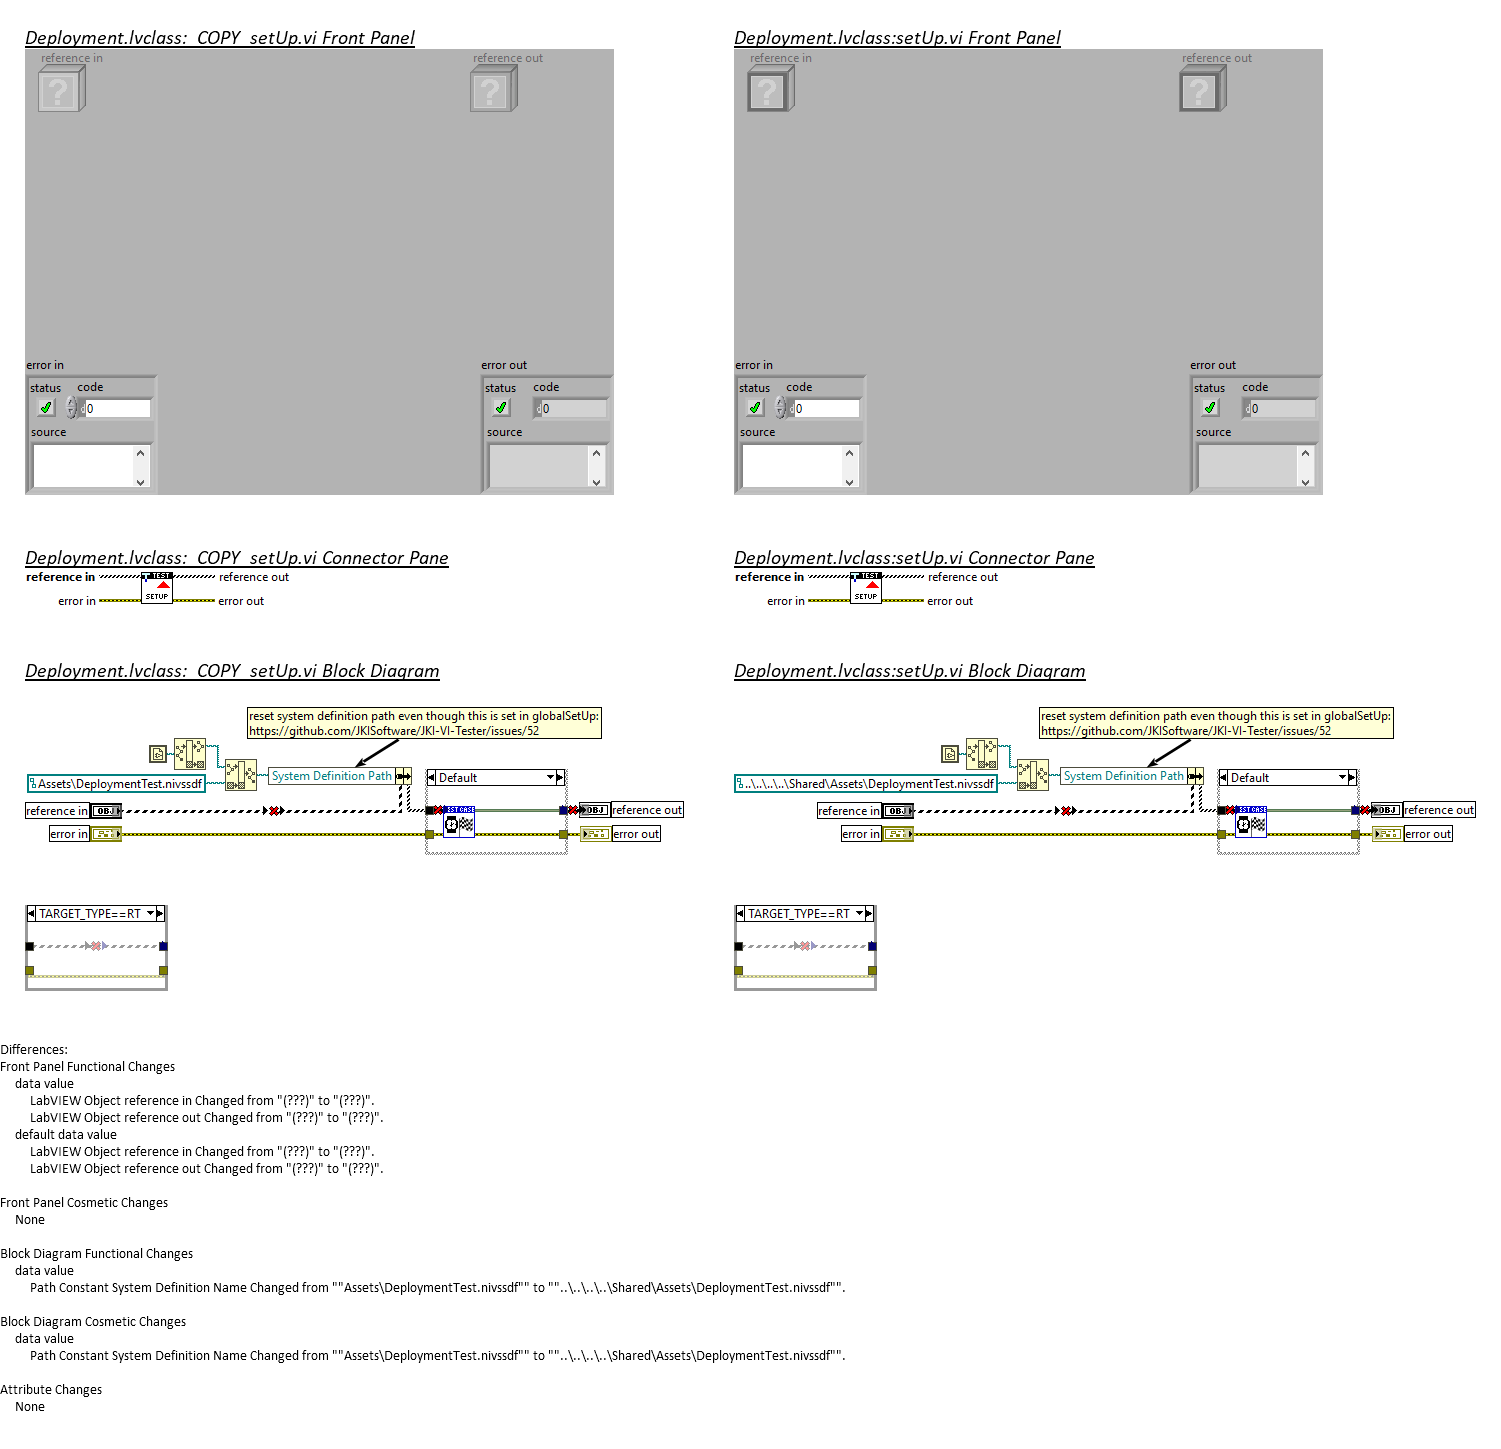 Deployment.lvclass:_COPY_setUp.vi Front Panel
reference in
reference out
?
?
error in
status
code
d
0
source
error out
status
code
d
0
source
Deployment.lvclass:setUp.vi Front Panel
reference in
reference out
?
?
error in
status
code
d
0
source
error out
status
code
d
0
source
Deployment.lvclass:_COPY_setUp.vi Connector Pane
reference in
TEST
SETUP
reference out
error in
error out
Deployment.lvclass:setUp.vi Connector Pane
reference in
TEST
SETUP
reference out
error in
error out
Deployment.lvclass:_COPY_setUp.vi Block Diagram
reset system definition path even though this is set in globalSetUp:
https://github.com/JKISoftware/JKI-VI-Tester/issues/52
Assets\DeploymentTest.nivssdf
System Definition Path
Default
reference in
OBJ
OBJ
reference out
error in
error out
TARGET_TYPE==RT
Deployment.lvclass:setUp.vi Block Diagram
reset system definition path even though this is set in globalSetUp:
https://github.com/JKISoftware/JKI-VI-Tester/issues/52
..\..\..\..\Shared\Assets\DeploymentTest.nivssdf
System Definition Path
Default
reference in
OBJ
OBJ
reference out
error in
error out
TARGET_TYPE==RT
Differences:
Front Panel Functional Changes
data value
LabVIEW Object reference in Changed from "(???)" to "(???)".
LabVIEW Object reference out Changed from "(???)" to "(???)".
default data value
LabVIEW Object reference in Changed from "(???)" to "(???)".
LabVIEW Object reference out Changed from "(???)" to "(???)".
Front Panel Cosmetic Changes
None
Block Diagram Functional Changes
data value
Path Constant System Definition Name Changed from ""Assets\DeploymentTest.nivssdf"" to ""..\..\..\..\Shared\Assets\DeploymentTest.nivssdf"".
Block Diagram Cosmetic Changes
data value
Path Constant System Definition Name Changed from ""Assets\DeploymentTest.nivssdf"" to ""..\..\..\..\Shared\Assets\DeploymentTest.nivssdf"".
Attribute Changes
None